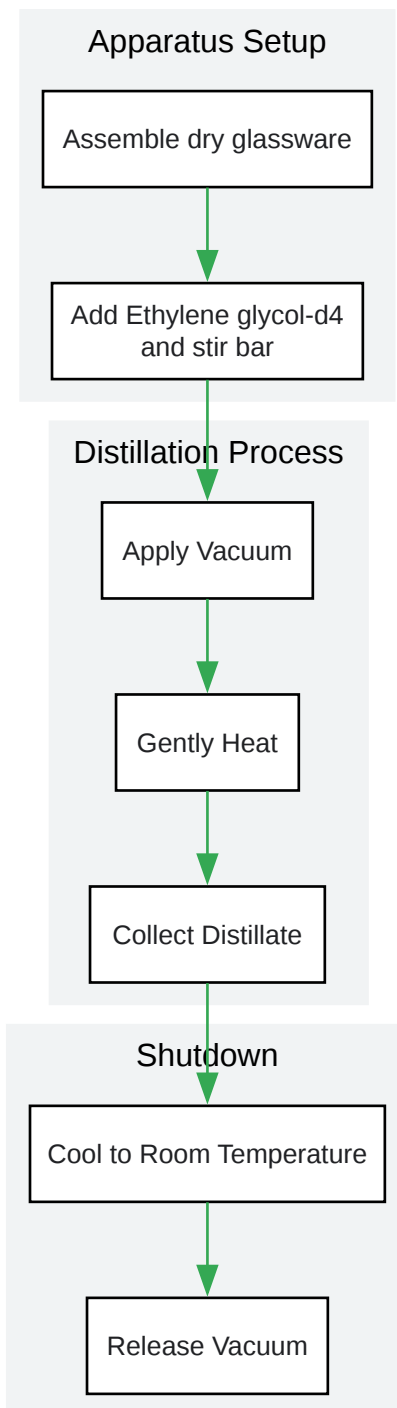 Apparatus Setup
Assemble dry glassware
Add Ethylene glycol-d4
and stir bar
Distillation Process
Apply Vacuum
Gently Heat
Collect Distillate
Shutdown
Cool to Room Temperature
Release Vacuum